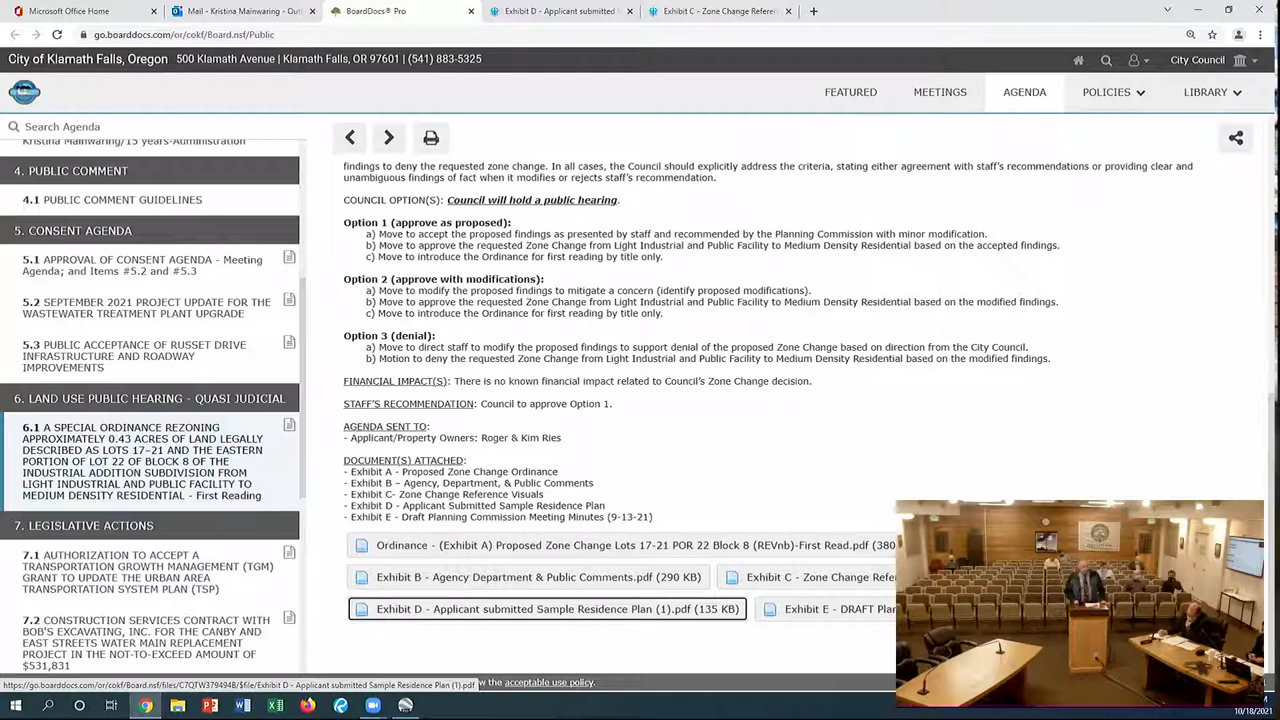 Microsoft Office Home
Mail - Kristina Mainwaring - Out
BoardDocs® Pro
Exhibit D - Applicant submitted S
Exhibit C - Zone Change Referen
go.boarddocs.com/or/cokf/Board.nsf/Public
City of Klamath Falls, Oregon 500 Klamath Avenue | Klamath Falls, OR 97601 | (541) 883-5325
City Council
FEATURED MEETINGS AGENDA POLICIES LIBRARY
Search Agenda
Kristina Mainwaring/15 years-Administration
4. PUBLIC COMMENT
4.1 PUBLIC COMMENT GUIDELINES
5. CONSENT AGENDA
5.1 APPROVAL OF CONSENT AGENDA - Meeting
Agenda; and Items #5.2 and #5.3
5.2 SEPTEMBER 2021 PROJECT UPDATE FOR THE
WASTEWATER TREATMENT PLANT UPGRADE
5.3 PUBLIC ACCEPTANCE OF RUSSET DRIVE
INFRASTRUCTURE AND ROADWAY
IMPROVEMENTS
6. LAND USE PUBLIC HEARING - QUASI JUDICIAL
6.1 A SPECIAL ORDINANCE REZONING
APPROXIMATELY 0.43 ACRES OF LAND LEGALLY
DESCRIBED AS LOTS 17-21 AND THE EASTERN
PORTION OF LOT 22 OF BLOCK 8 OF THE
INDUSTRIAL ADDITION SUBDIVISION FROM
LIGHT INDUSTRIAL AND PUBLIC FACILITY TO
MEDIUM DENSITY RESIDENTIAL - First Reading
7. LEGISLATIVE ACTIONS
7.1 AUTHORIZATION TO ACCEPT A
TRANSPORTATION GROWTH MANAGEMENT (TGM)
GRANT TO UPDATE THE URBAN AREA
TRANSPORTATION SYSTEM PLAN (TSP)
7.2 CONSTRUCTION SERVICES CONTRACT WITH
BOB'S EXCAVATING, INC. FOR THE CANBY AND
EAST STREETS WATER MAIN REPLACEMENT
PROJECT IN THE NOT-TO-EXCEED AMOUNT OF
$531,831
findings to deny the requested zone change. In all cases, the Council should explicitly address the criteria, stating either agreement with staff's recommendations or providing clear and
unambiguous findings of fact when it modifies or rejects staff's recommendation.
COUNCIL OPTION(S): Council will hold a public hearing.
Option 1 (approve as proposed):
a) Move to accept the proposed findings as presented by staff and recommended by the Planning Commission with minor modification.
b) Move to approve the requested Zone Change from Light Industrial and Public Facility to Medium Density Residential based on the accepted findings.
c) Move to introduce the Ordinance for first reading by title only.
Option 2 (approve with modifications):
a) Move to modify the proposed findings to mitigate a concern (identify proposed modifications).
b) Move to approve the requested Zone Change from Light Industrial and Public Facility to Medium Density Residential based on the modified findings.
c) Move to introduce the Ordinance for first reading by title only.
Option 3 (denial):
a) Move to direct staff to modify the proposed findings to support denial of the proposed Zone Change based on direction from the City Council.
b) Motion to deny the requested Zone Change from Light Industrial and Public Facility to Medium Density Residential based on the modified findings.
FINANCIAL IMPACT(S): There is no known financial impact related to Council's Zone Change decision.
STAFF'S RECOMMENDATION: Council to approve Option 1.
AGENDA SENT TO:
- Applicant/Property Owners: Roger & Kim Ries
DOCUMENT(S) ATTACHED:
- Exhibit A - Proposed Zone Change Ordinance
- Exhibit B – Agency, Department, & Public Comments
- Exhibit C- Zone Change Reference Visuals
- Exhibit D - Applicant Submitted Sample Residence Plan
- Exhibit E - Draft Planning Commission Meeting Minutes (9-13-21)
Ordinance - (Exhibit A) Proposed Zone Change Lots 17-21 POR 22 Block 8 (REVnb)-First Read.pdf (380
Exhibit B - Agency Department & Public Comments.pdf (290 KB)
Exhibit C - Zone Change Refer
Exhibit D - Applicant submitted Sample Residence Plan (1).pdf (135 KB)
Exhibit E - DRAFT Plan
https://go.boarddocs.com/or/cokf/Board.nsf/files/C7QTW379494B/$file/Exhibit D - Applicant submitted Sample Residence Plan (1).pdf
w the acceptable use policy.
10/18/2021